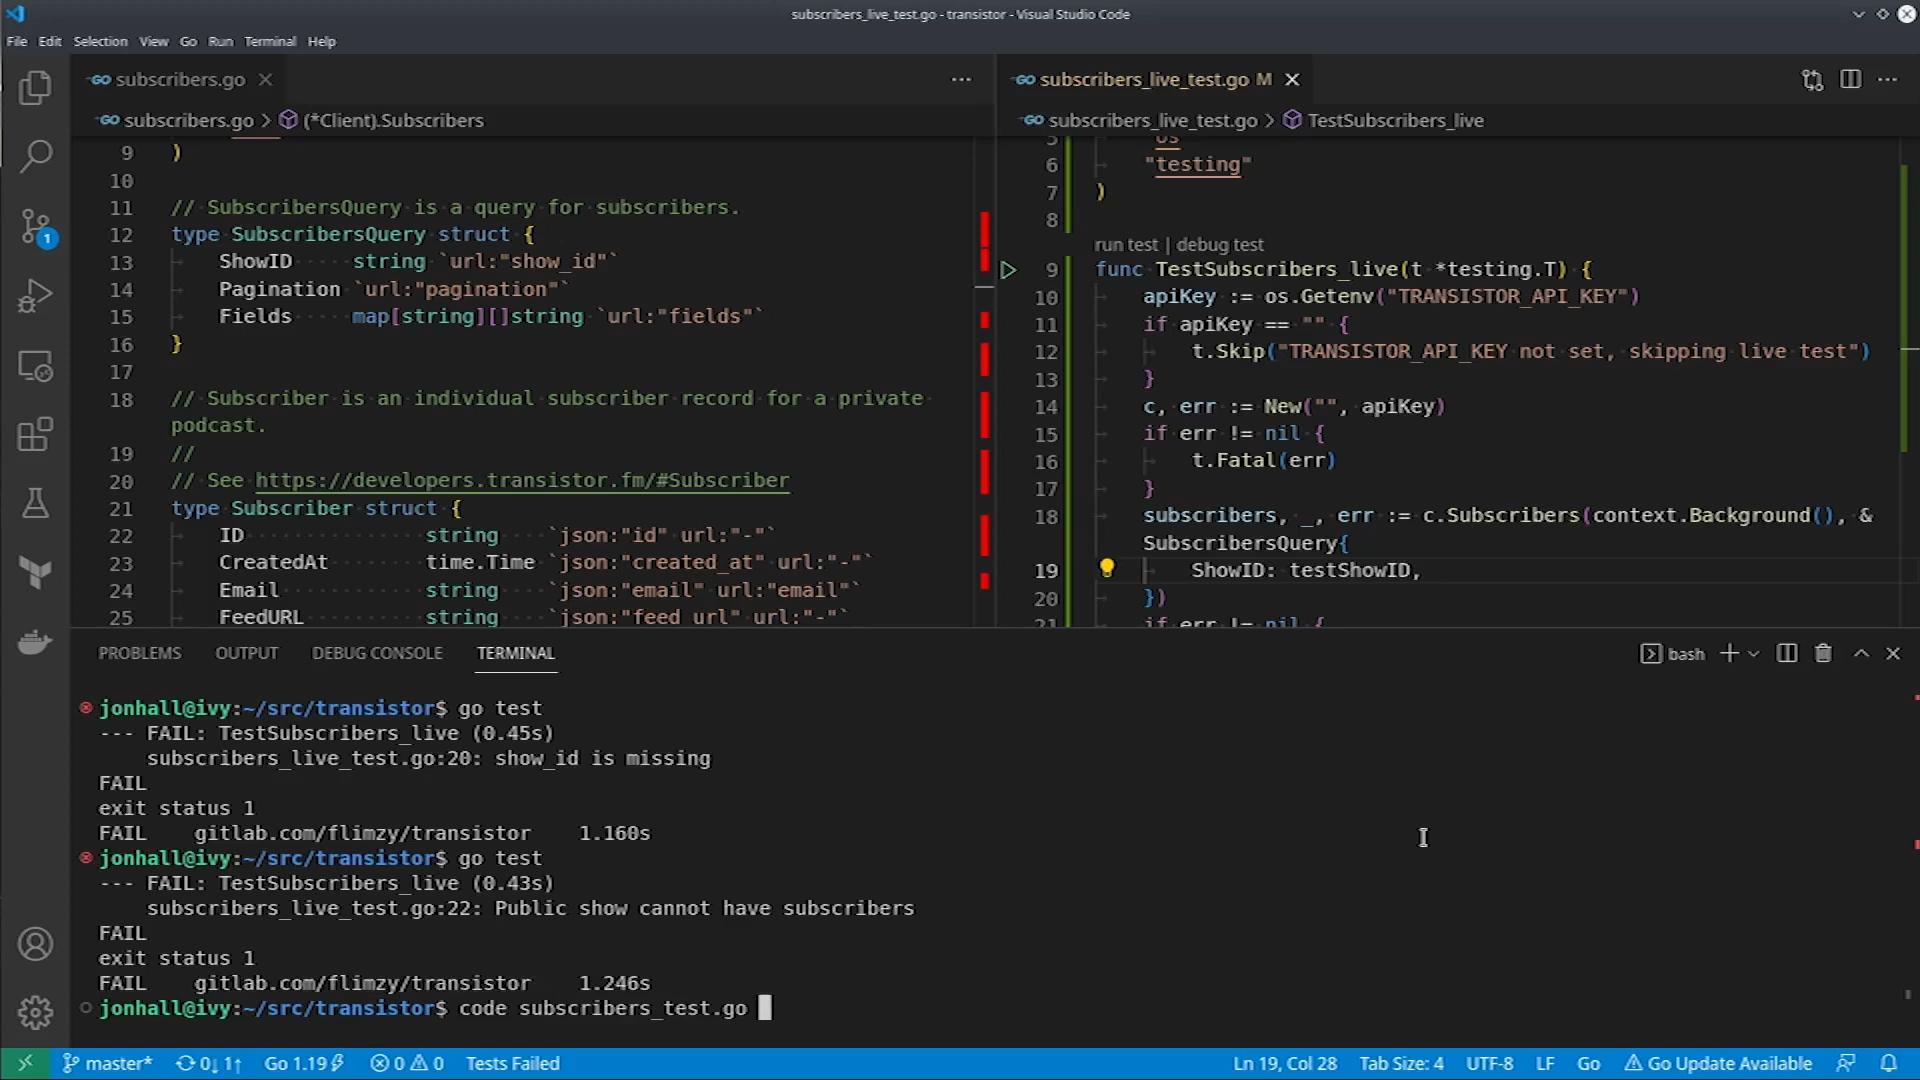 subscribers_live_test.go - transistor - Visual Studio Code
File Edit Selection View Go Run Terminal Help
subscribers.go
subscribers_live_test.go M
subscribers.go > (*Client).Subscribers
subscribers_live_test.go > TestSubscribers_live
9 )
10
11 // SubscribersQuery is a query for subscribers.
12 type SubscribersQuery struct {
13 ShowID string `url:"show_id"`
14 Pagination `url:"pagination"`
15 Fields map[string][]string `url:"fields"`
16 }
17
18 // Subscriber is an individual subscriber record for a private
podcast.
19 //
20 // See https://developers.transistor.fm/#Subscriber
21 type Subscriber struct {
22 ID string `json:"id" url:"-"`
23 CreatedAt time.Time `json:"created_at" url:"-"`
24 Email string `json:"email" url:"email"`
25 FeedURL string `json:"feed_url" url:"-"`
5 "os"
6 "testing"
7 )
8
run test | debug test
9 func TestSubscribers_live(t *testing.T) {
10 apiKey := os.Getenv("TRANSISTOR_API_KEY")
11 if apiKey == "" {
12 t.Skip("TRANSISTOR_API_KEY not set, skipping live test")
13 }
14 c, err := New("", apiKey)
15 if err != nil {
16 t.Fatal(err)
17 }
18 subscribers, _, err := c.Subscribers(context.Background(), &
SubscribersQuery{
19 ShowID: testShowID,
20 })
21 if err != nil {
PROBLEMS OUTPUT DEBUG CONSOLE TERMINAL
bash
jonhall@ivy:~/src/transistor$ go test
--- FAIL: TestSubscribers_live (0.45s)
subscribers_live_test.go:20: show_id is missing
FAIL
exit status 1
FAIL gitlab.com/flimzy/transistor 1.160s
jonhall@ivy:~/src/transistor$ go test
--- FAIL: TestSubscribers_live (0.43s)
subscribers_live_test.go:22: Public show cannot have subscribers
FAIL
exit status 1
FAIL gitlab.com/flimzy/transistor 1.246s
jonhall@ivy:~/src/transistor$ code subscribers_test.go
1
master* 0↓ 1↑ Go 1.19 0 0 Tests Failed
Ln 19, Col 28 Tab Size: 4 UTF-8 LF Go Go Update Available